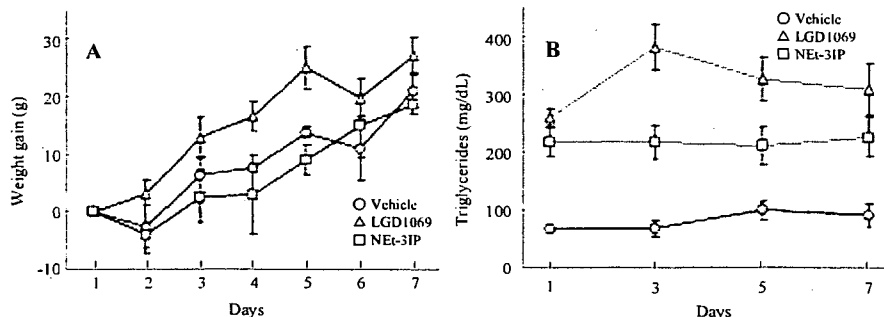 A
Weight gain (g)
30
20
10
0
-10
1 2 3 4 5 6 7
Days
Vehicle
LGD1069
NEt-3IP
B
Triglycerides (mg/dL)
400
300
200
100
0
1 3 5 7
Days
Vehicle
LGD1069
NEt-3IP